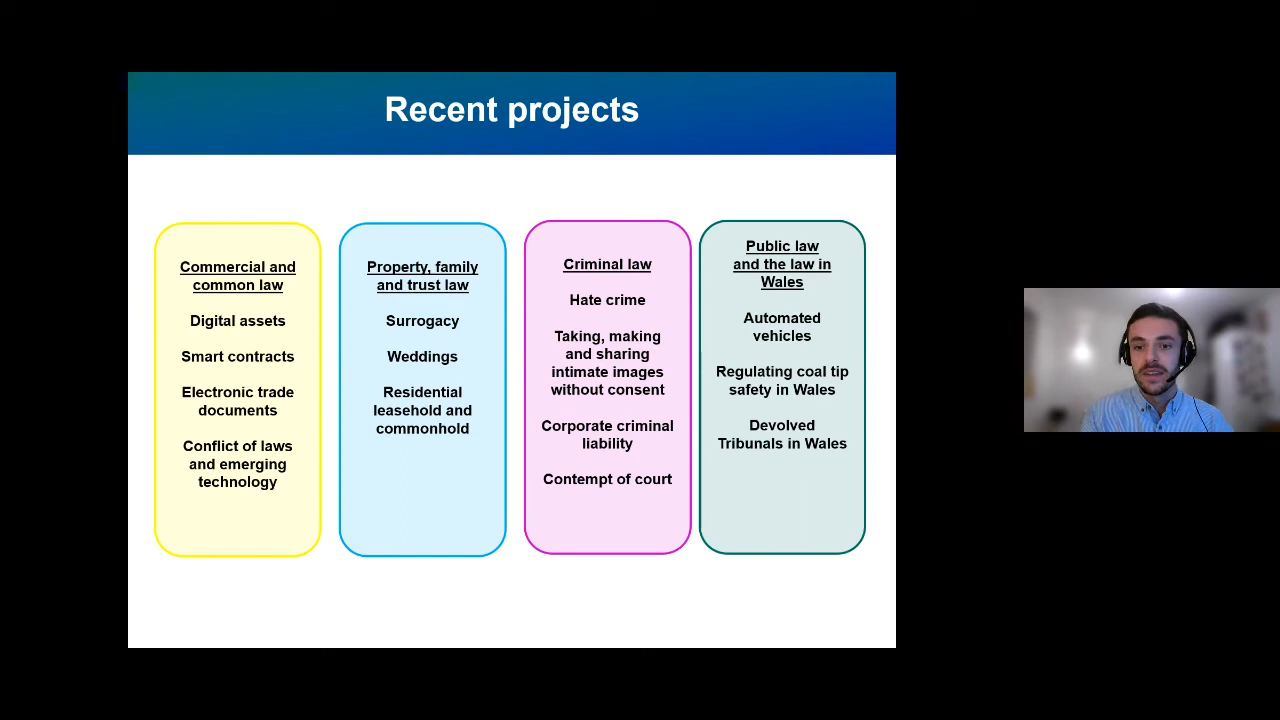 Recent projects
Commercial and
common law
Digital assets
Smart contracts
Electronic trade
documents
Conflict of laws
and emerging
technology
Property, family
and trust law
Surrogacy
Weddings
Residential
leasehold and
commonhold
Criminal law
Hate crime
Taking, making
and sharing
intimate images
without consent
Corporate criminal
liability
Contempt of court
Public law
and the law in
Wales
Automated
vehicles
Regulating coal tip
safety in Wales
Devolved
Tribunals in Wales